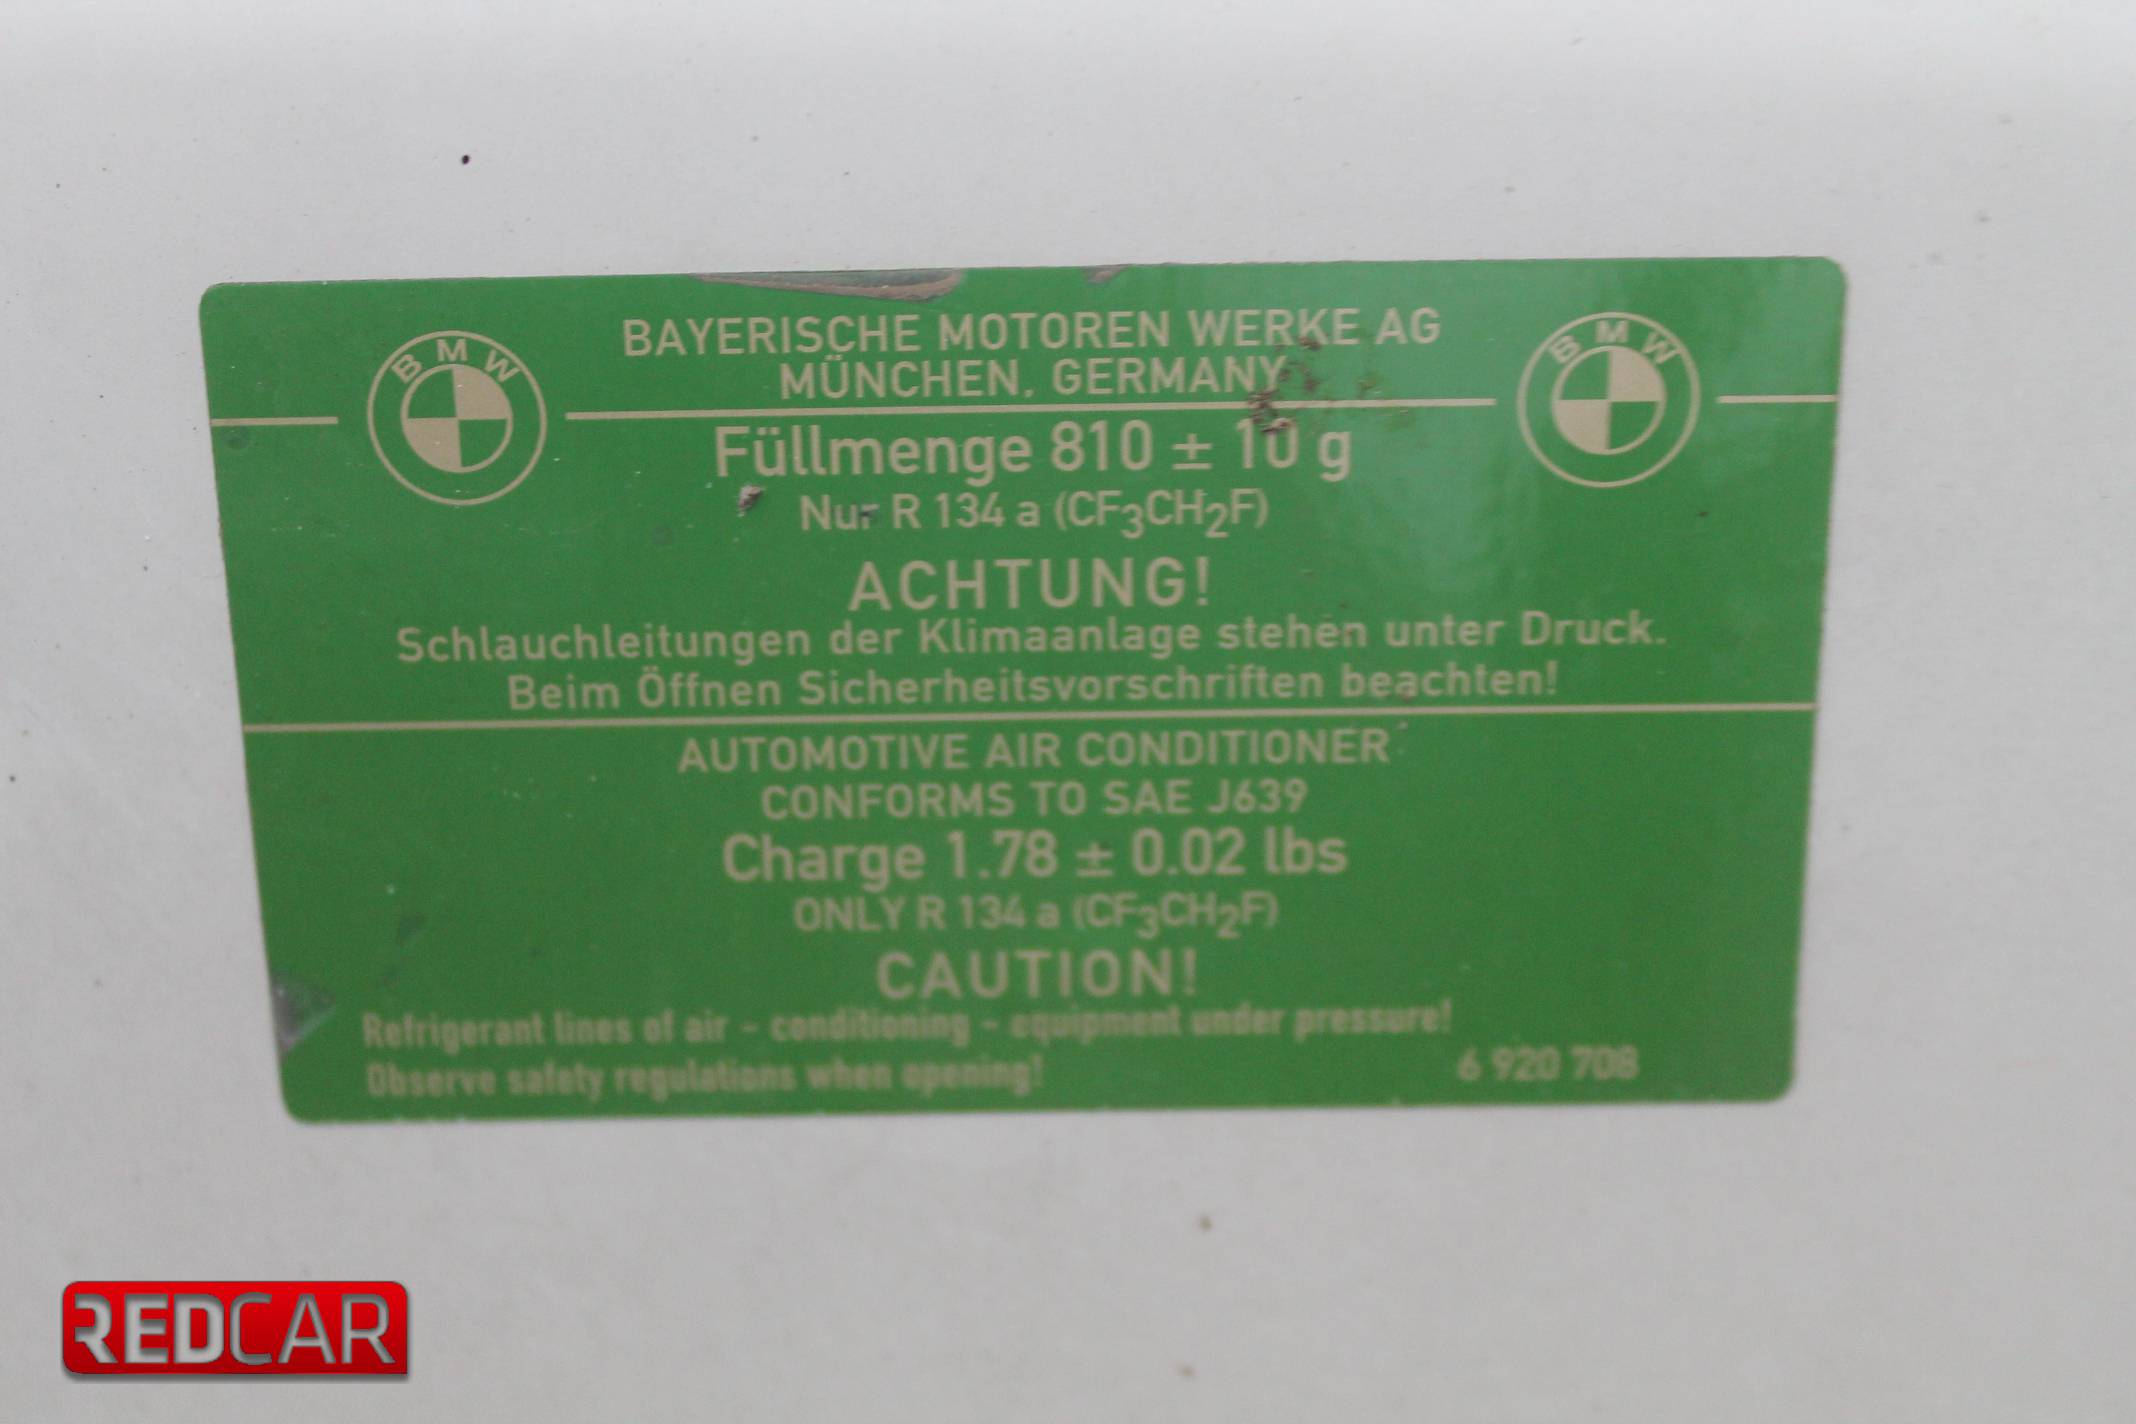 BAYERISCHE MOTOREN WERKE AG
MÜNCHEN, GERMANY
BMW
BMW
Füllmenge 810 ± 10 g
Nur R 134 a (CF₃CH₂F)
ACHTUNG!
Schlauchleitungen der Klimaanlage stehen unter Druck.
Beim Öffnen Sicherheitsvorschriften beachten!
AUTOMOTIVE AIR CONDITIONER
CONFORMS TO SAE J639
Charge 1.78 ± 0.02 lbs
ONLY R 134 a (CF₃CH₂F)
CAUTION!
Refrigerant lines of air - conditioning - equipment under pressure!
Observe safety regulations when opening!
6 920 708
REDCAR